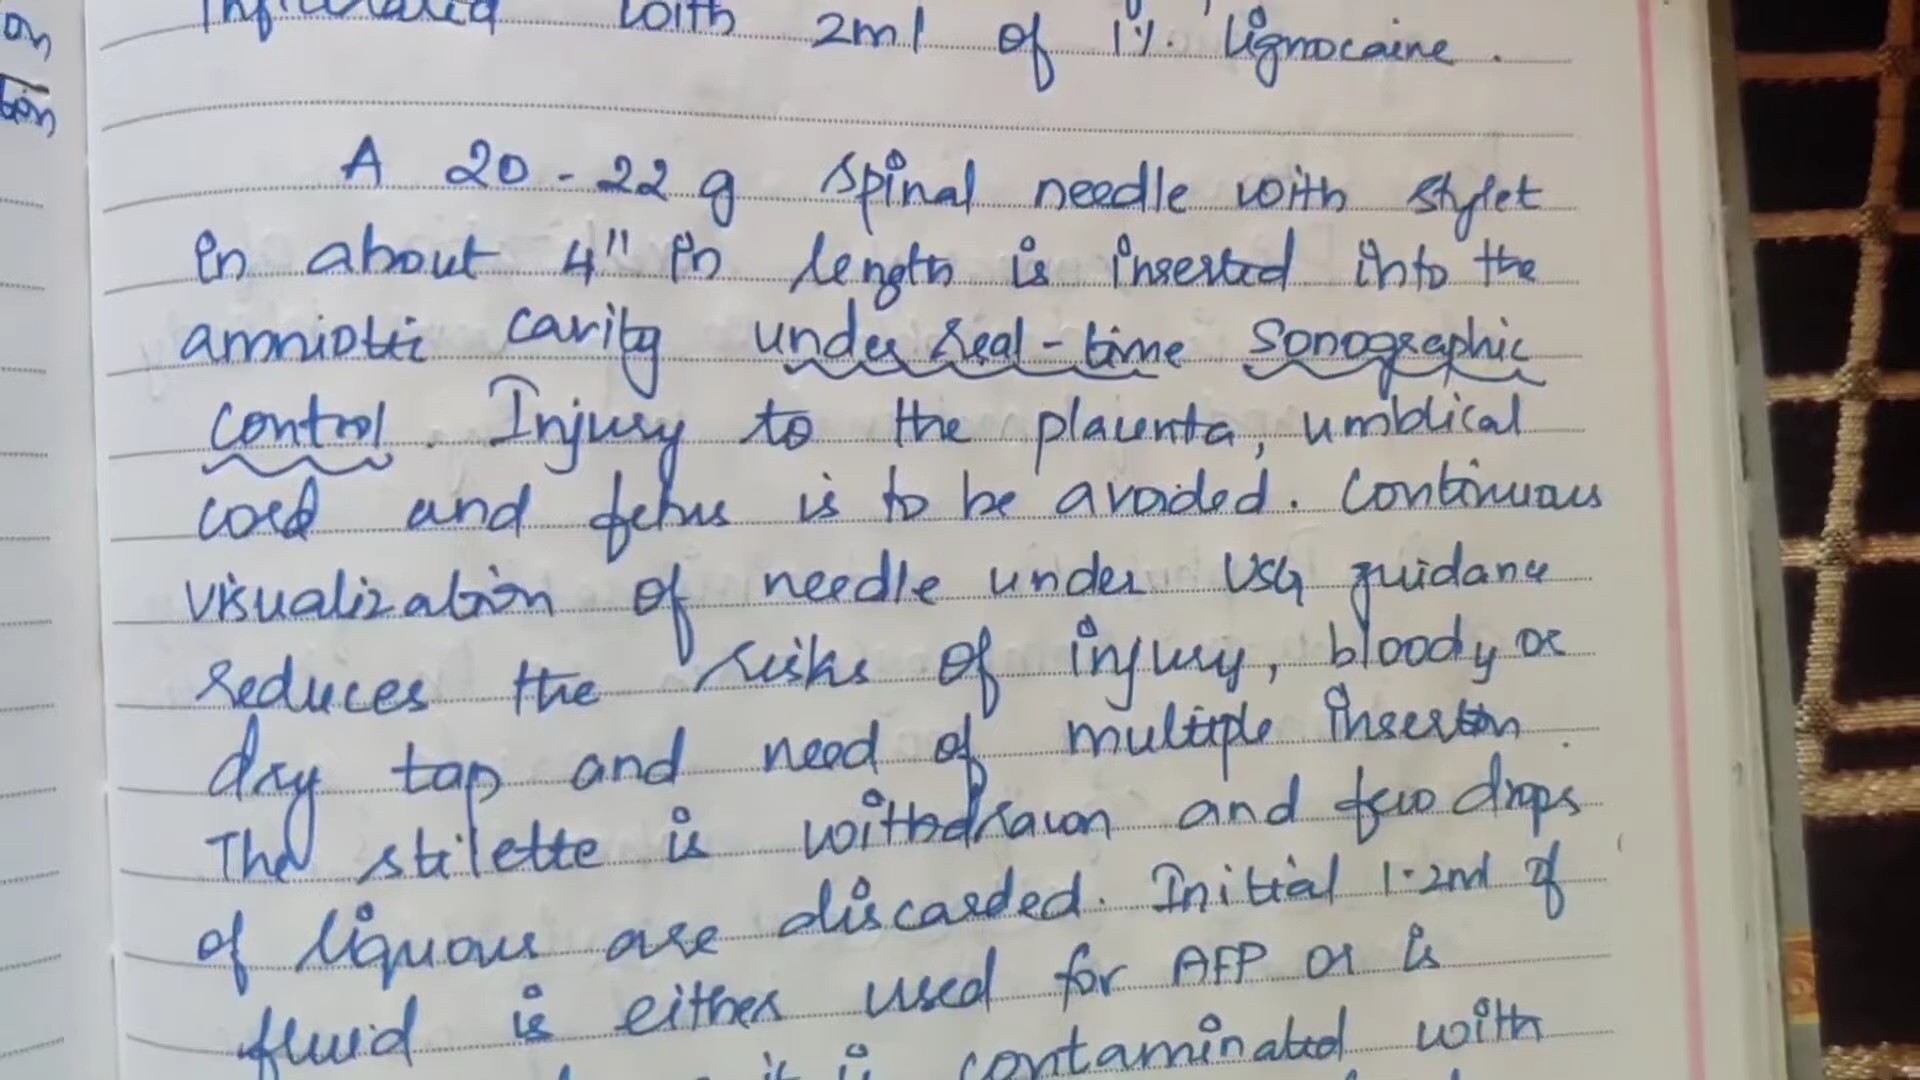 on
tion
Infiltrated with 2ml of 1%. lignocaine.
A 20-22 g spinal needle with stylet
in about 4" in length is inserted into the
amniotic cavity under real-time sonographic
control. Injury to the placenta, umblical
cord and fetus is to be avoided. Continuous
visualization of needle under USG guidance
reduces the risks of injury, bloody or
dry tap and need of multiple insertion.
The stilette is withdrawn and few drops
of liquour are discarded. Initial 1-2ml of
fluid is either used for AFP or is
it is contaminated with